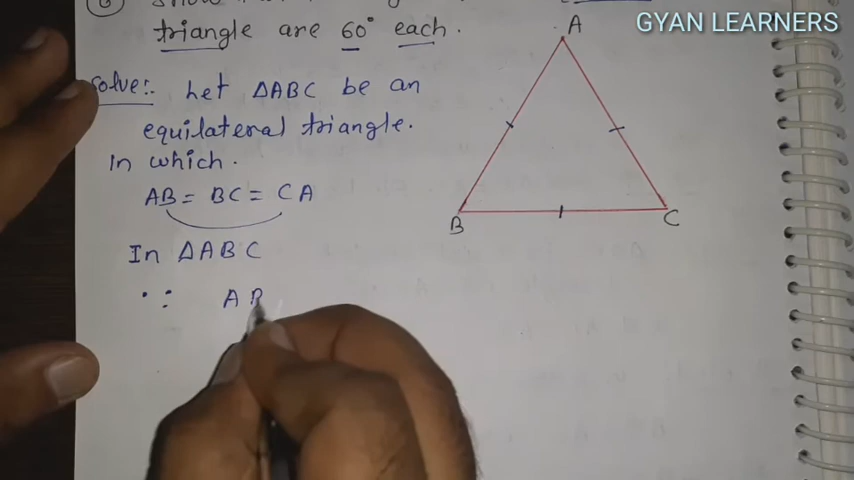 GYAN LEARNERS
triangle are 60° each.
Solve:- Let ΔABC be an
equilateral triangle.
In which.
AB = BC = CA
In ΔABC
∵ AB
A
B
C